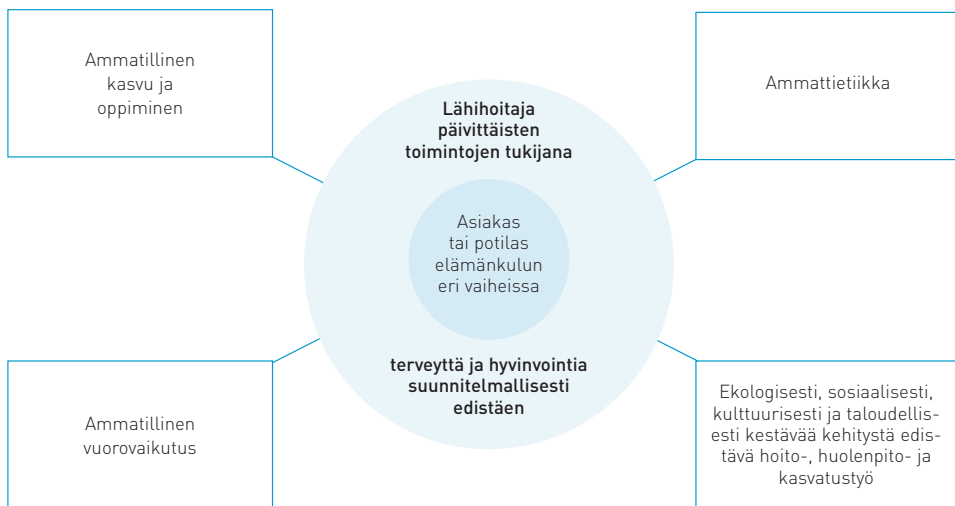 Ammatillinen
kasvu ja
oppiminen
Ammattietiikka
Lähihoitaja
päivittäisten
toimintojen tukijana
Asiakas
tai potilas
elämänkulun
eri vaiheissa
terveyttä ja hyvinvointia
suunnitelmallisesti
edistäen
Ammatillinen
vuorovaikutus
Ekologisesti, sosiaalisesti,
kulttuurisesti ja taloudellis-
esti kestävää kehitystä edis-
tävä hoito-, huolenpito- ja
kasvatustyö